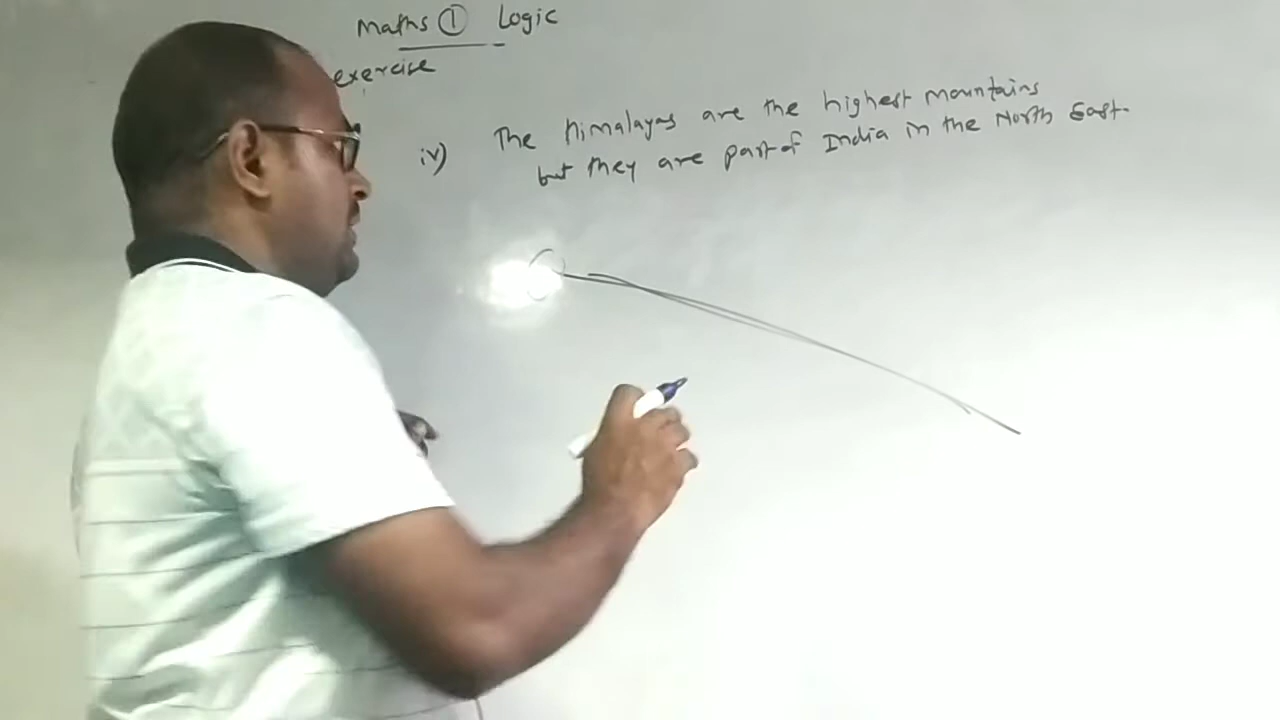 Maths ① Logic
exercise
iv) The Himalayas are the highest mountains
but they are part of India in the North East.